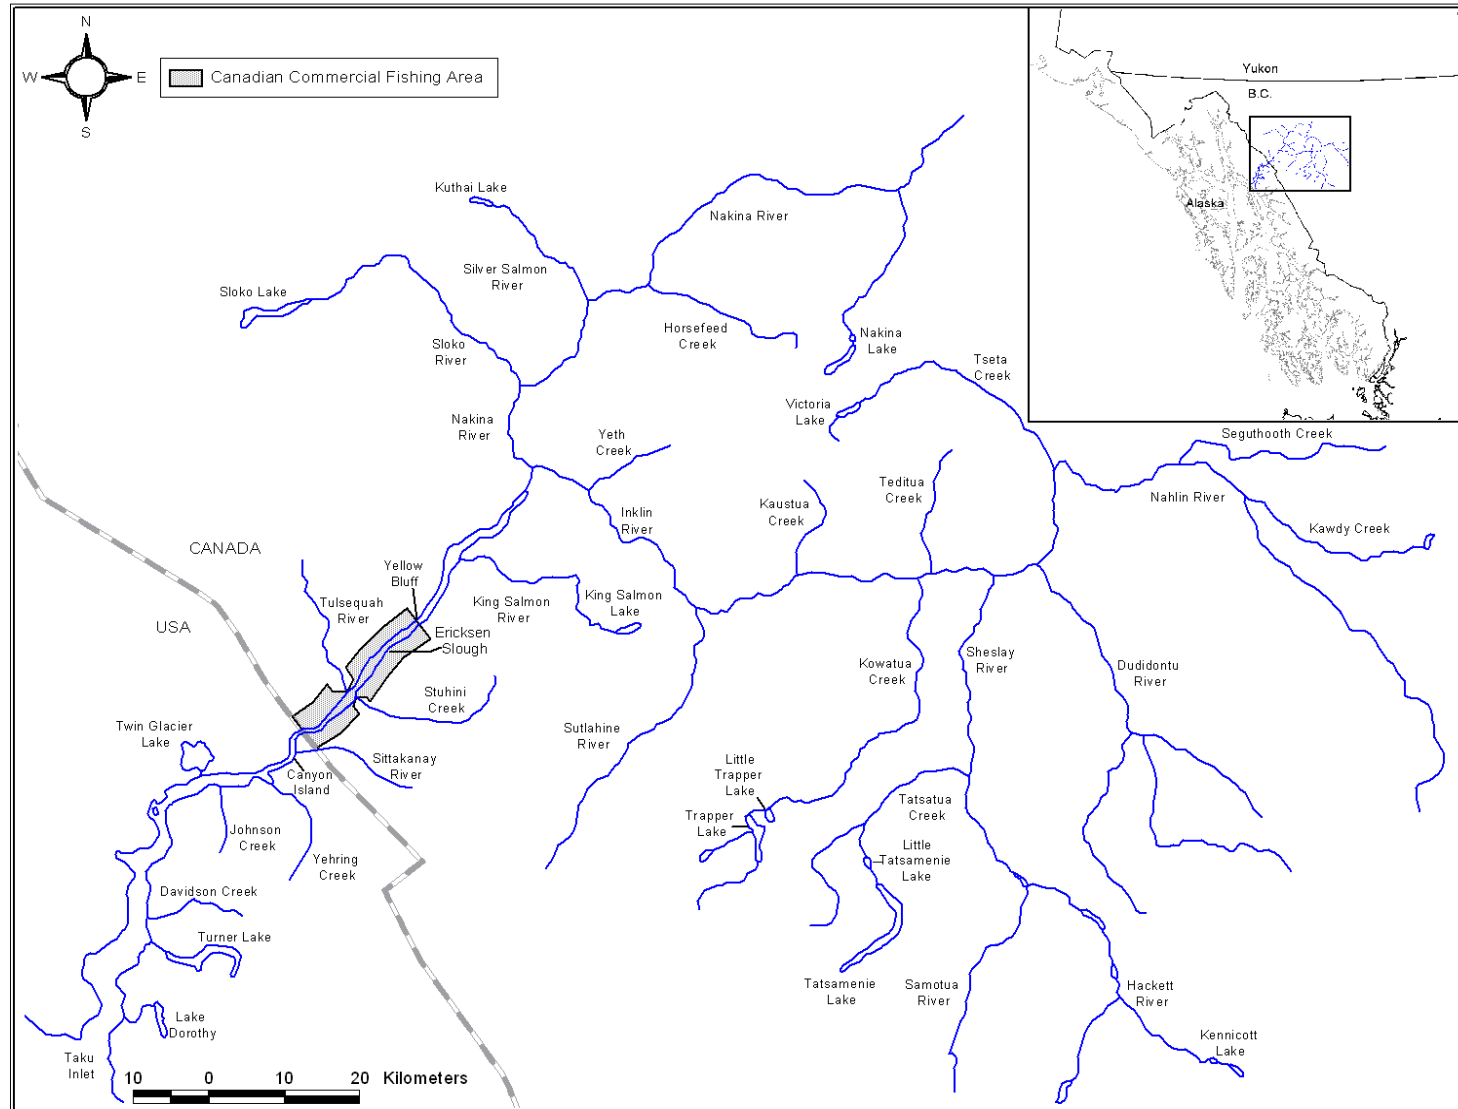 N
W
E
S
Canadian Commercial Fishing Area
Yukon
B.C.
Alaska
Kuthai Lake
Nakina River
Silver Salmon
River
Sloko Lake
Horsefeed
Creek
Nakina
Lake
Sloko
River
Tseta
Creek
Victoria
Lake
Nakina
River
Yeth
Creek
Seguthooth Creek
Teditua
Creek
Kaustua
Creek
Nahlin River
Inklin
River
Kawdy Creek
CANADA
Yellow
Bluff
Tulsequah
River
King Salmon
River
King Salmon
Lake
USA
Ericksen
Slough
Kowatua
Creek
Sheslay
River
Dudidontu
River
Stuhini
Creek
Twin Glacier
Lake
Sutlahine
River
Sittakanay
River
Canyon
Island
Little
Trapper
Lake
Tatsatua
Creek
Trapper
Lake
Johnson
Creek
Little
Tatsamenie
Lake
Yehring
Creek
Davidson Creek
Turner Lake
Tatsamenie
Lake
Samotua
River
Hackett
River
Lake
Dorothy
Kennicott
Lake
Taku
Inlet
10 0 10 20 Kilometers